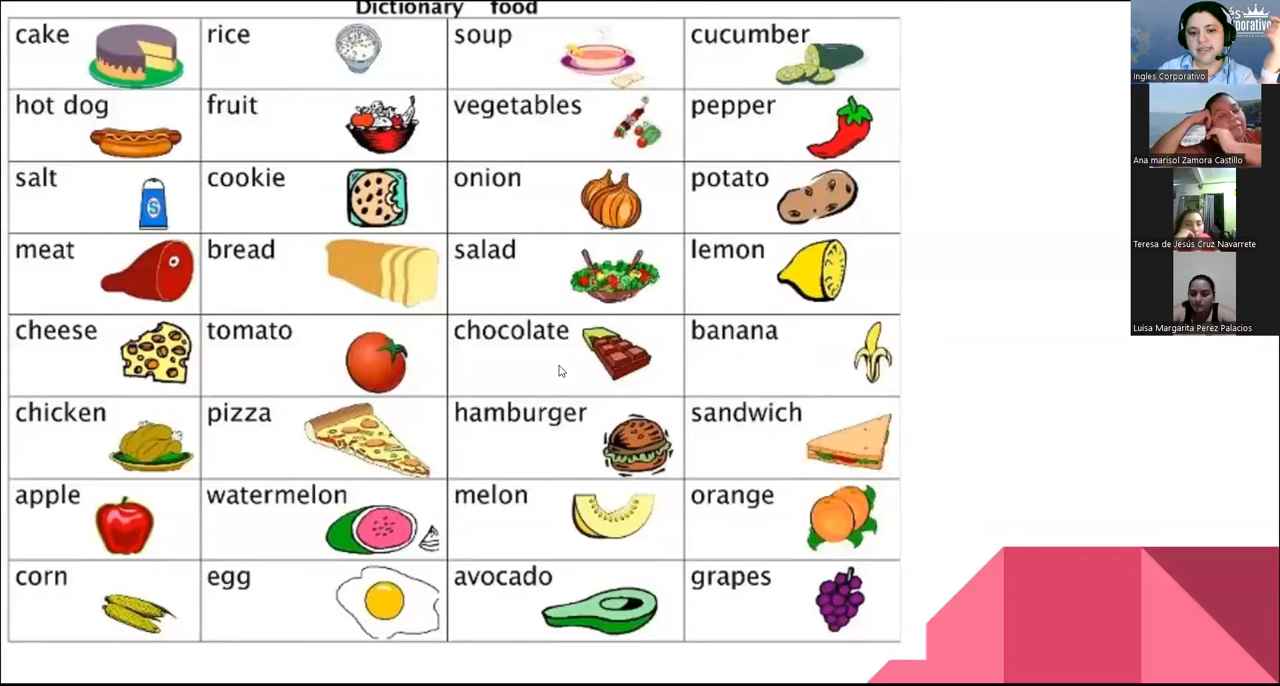 Dictionary food
cake rice soup cucumber
hot dog fruit vegetables pepper
salt cookie onion potato
S
meat bread salad lemon
cheese tomato chocolate banana
chicken pizza hamburger sandwich
apple watermelon melon orange
corn egg avocado grapes
Ingles Corporativo
Ana marisol Zamora Castillo
Teresa de Jesús Cruz Navarrete
Luisa Margarita Perez Palacios